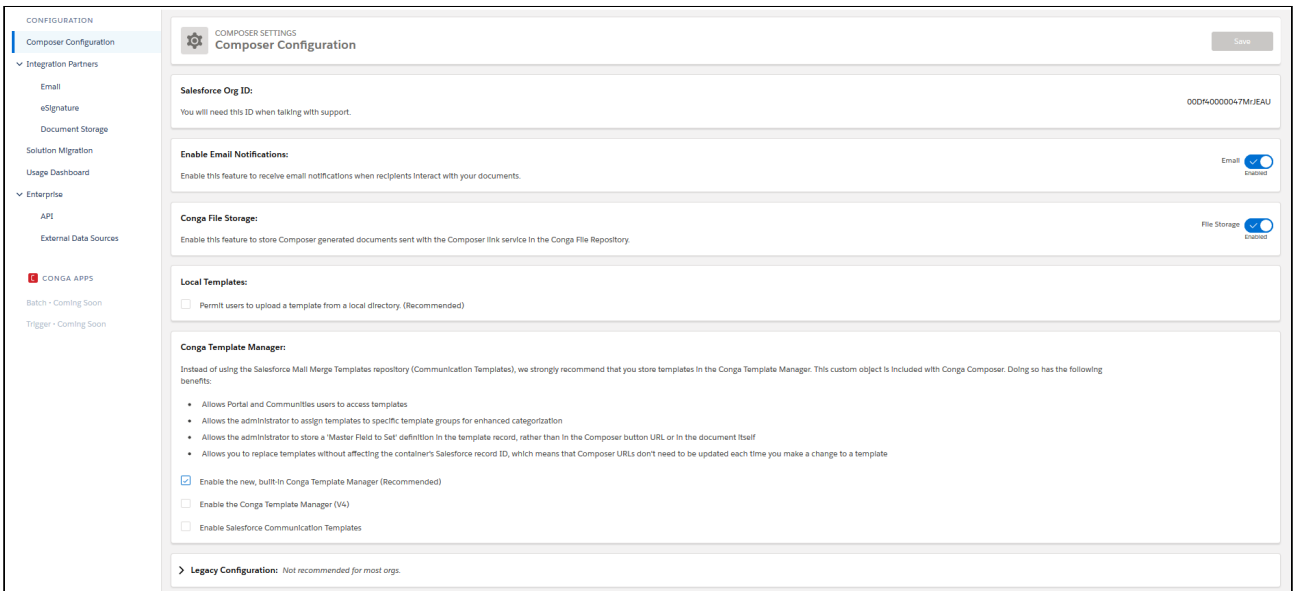 CONFIGURATION
Composer Configuration
Integration Partners
Email
eSignature
Document Storage
Solution Migration
Usage Dashboard
Enterprise
API
External Data Sources
CONGA APPS
Batch - Coming Soon
Trigger - Coming Soon
COMPOSER SETTINGS
Composer Configuration
Save
Salesforce Org ID:
You will need this ID when talking with support.
00Df40000047MrJEAU
Enable Email Notifications:
Enable this feature to receive email notifications when recipients interact with your documents.
Email
Enabled
Conga File Storage:
Enable this feature to store Composer generated documents sent with the Composer link service in the Conga File Repository.
File Storage
Enabled
Local Templates:
Permit users to upload a template from a local directory. (Recommended)
Conga Template Manager:
Instead of using the Salesforce Mail Merge Templates repository (Communication Templates), we strongly recommend that you store templates in the Conga Template Manager. This custom object is included with Conga Composer. Doing so has the following
benefits:
• Allows Portal and Communities users to access templates
• Allows the administrator to assign templates to specific template groups for enhanced categorization
• Allows the administrator to store a 'Master Field to Set' definition in the template record, rather than in the Composer button URL or in the document itself
• Allows you to replace templates without affecting the container's Salesforce record ID, which means that Composer URLs don't need to be updated each time you make a change to a template
Enable the new, built-in Conga Template Manager (Recommended)
Enable the Conga Template Manager (V4)
Enable Salesforce Communication Templates
Legacy Configuration: Not recommended for most orgs.